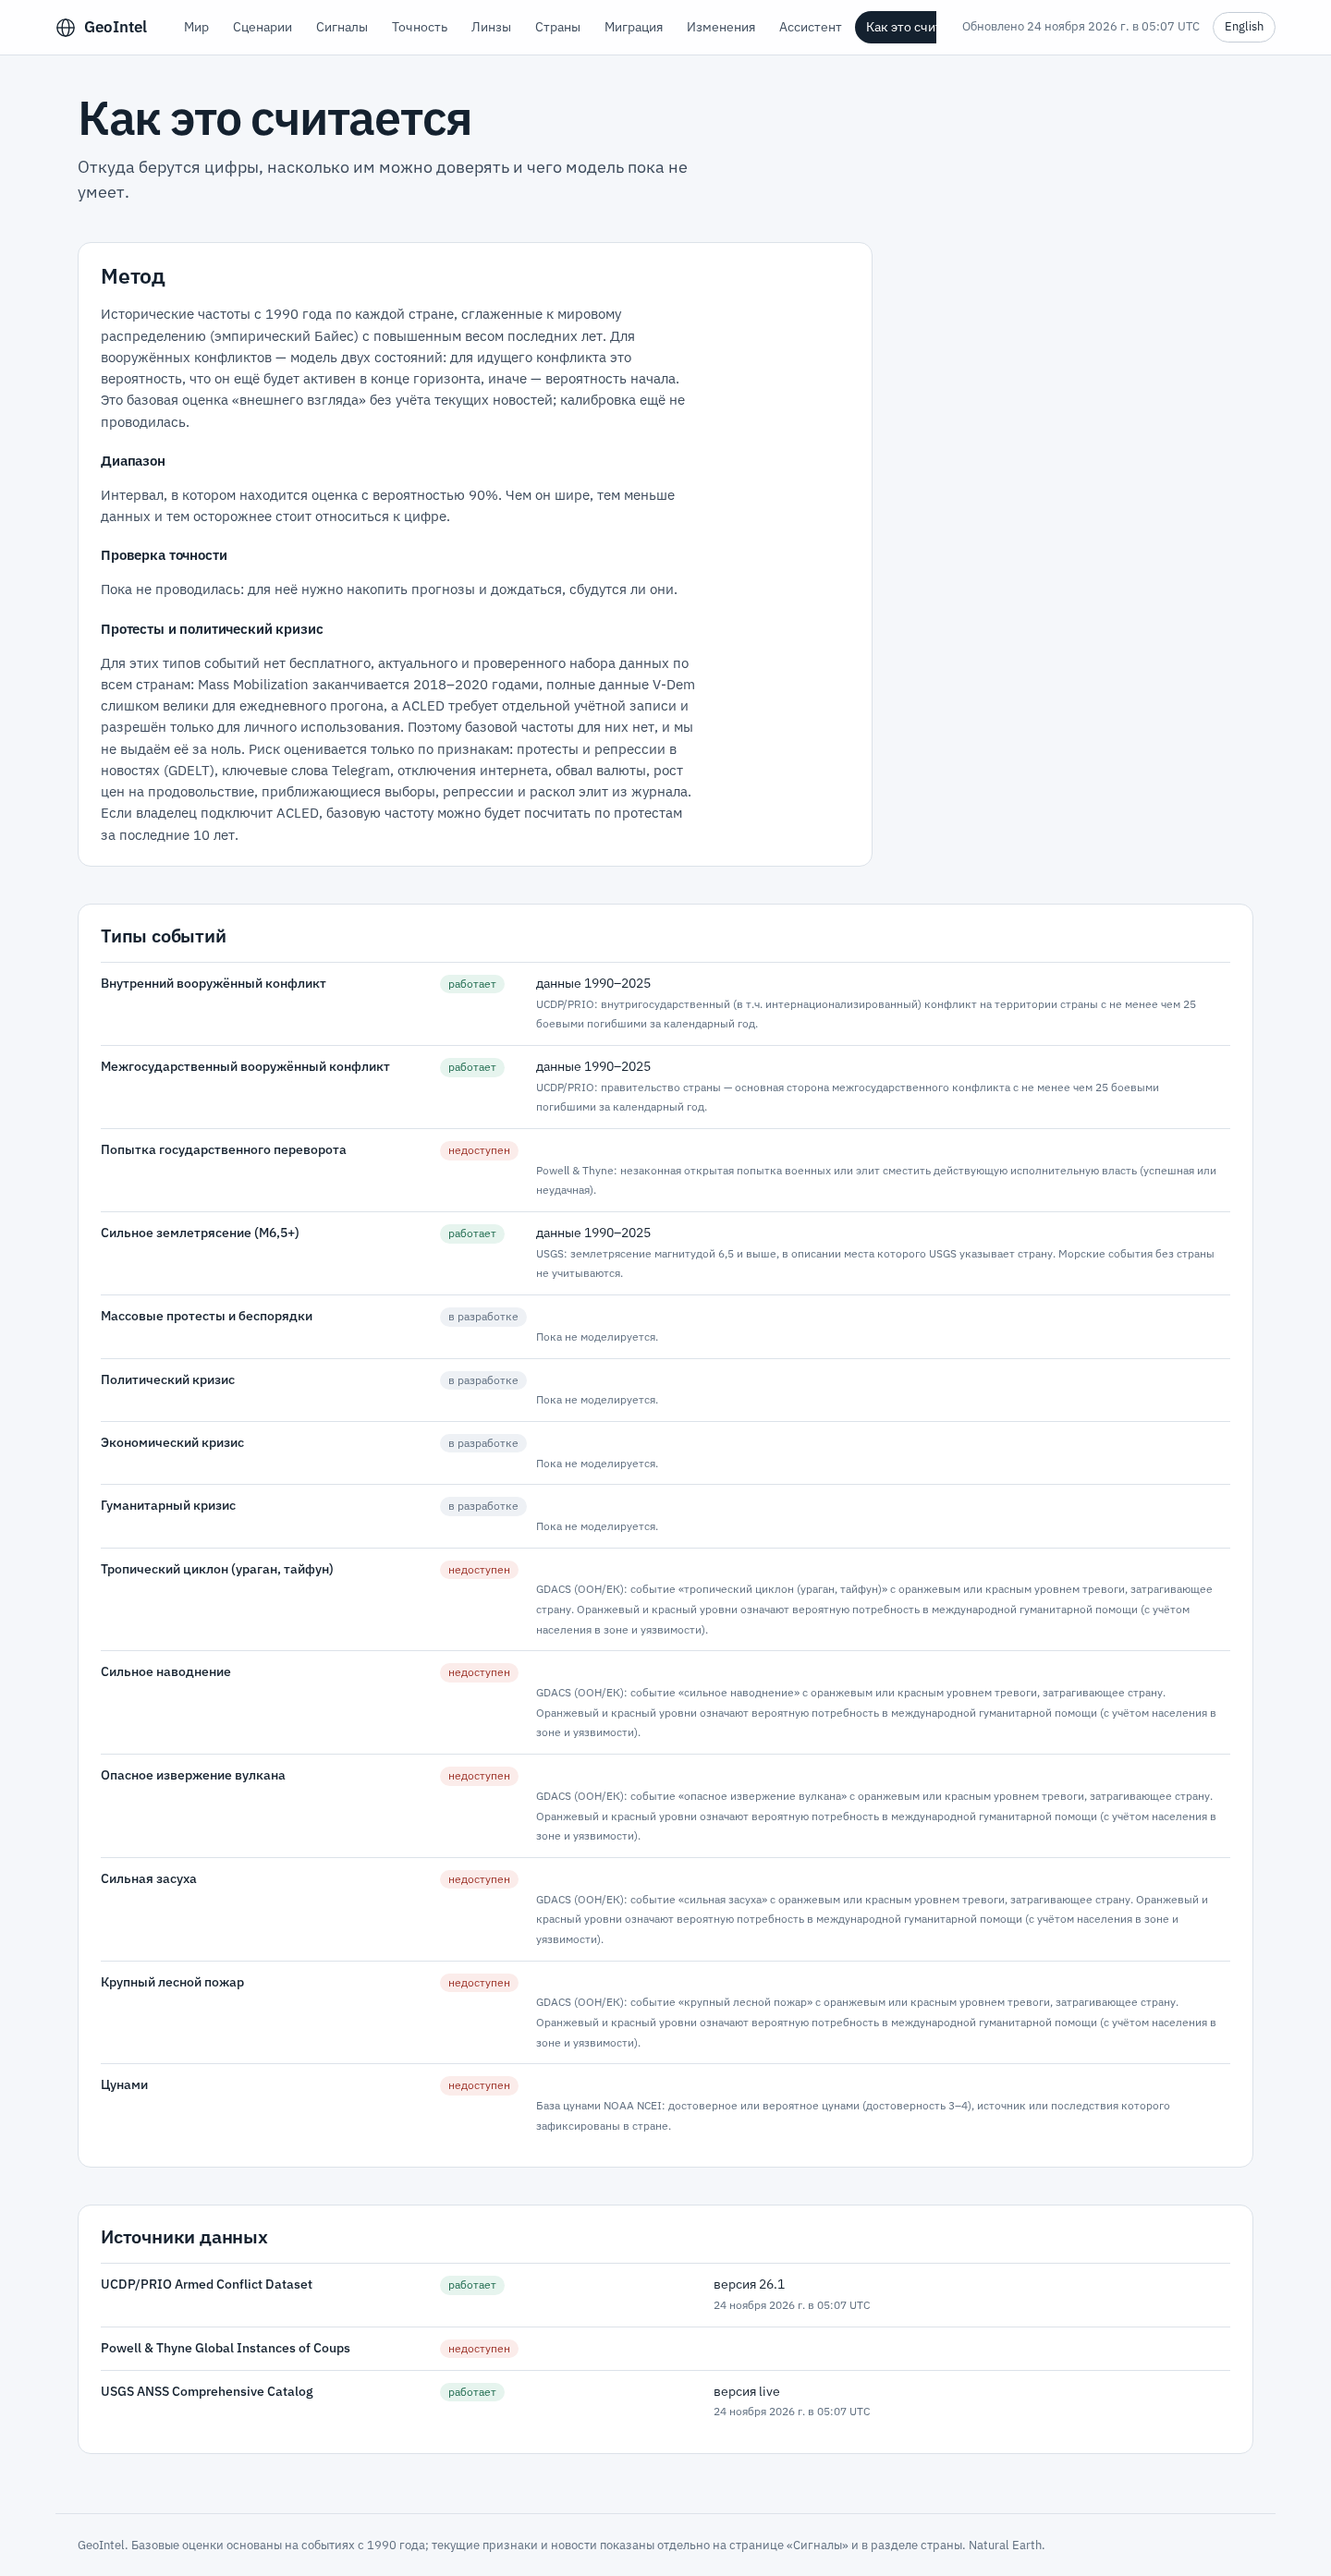 GeoIntel
Мир
Сценарии
Сигналы
Точность
Линзы
Страны
Миграция
Изменения
Ассистент
Как это счи
Обновлено 24 ноября 2026 г. в 05:07 UTC
English
Как это считается
Откуда берутся цифры, насколько им можно доверять и чего модель пока не
умеет.
Метод
Исторические частоты с 1990 года по каждой стране, сглаженные к мировому
распределению (эмпирический Байес) с повышенным весом последних лет. Для
вооружённых конфликтов — модель двух состояний: для идущего конфликта это
вероятность, что он ещё будет активен в конце горизонта, иначе — вероятность начала.
Это базовая оценка «внешнего взгляда» без учёта текущих новостей; калибровка ещё не
проводилась.
Диапазон
Интервал, в котором находится оценка с вероятностью 90%. Чем он шире, тем меньше
данных и тем осторожнее стоит относиться к цифре.
Проверка точности
Пока не проводилась: для неё нужно накопить прогнозы и дождаться, сбудутся ли они.
Протесты и политический кризис
Для этих типов событий нет бесплатного, актуального и проверенного набора данных по
всем странам: Mass Mobilization заканчивается 2018–2020 годами, полные данные V-Dem
слишком велики для ежедневного прогона, а ACLED требует отдельной учётной записи и
разрешён только для личного использования. Поэтому базовой частоты для них нет, и мы
не выдаём её за ноль. Риск оценивается только по признакам: протесты и репрессии в
новостях (GDELT), ключевые слова Telegram, отключения интернета, обвал валюты, рост
цен на продовольствие, приближающиеся выборы, репрессии и раскол элит из журнала.
Если владелец подключит ACLED, базовую частоту можно будет посчитать по протестам
за последние 10 лет.
Типы событий
Внутренний вооружённый конфликт
работает
данные 1990–2025
UCDP/PRIO: внутригосударственный (в т.ч. интернационализированный) конфликт на территории страны с не менее чем 25
боевыми погибшими за календарный год.
Межгосударственный вооружённый конфликт
работает
данные 1990–2025
UCDP/PRIO: правительство страны — основная сторона межгосударственного конфликта с не менее чем 25 боевыми
погибшими за календарный год.
Попытка государственного переворота
недоступен
Powell & Thyne: незаконная открытая попытка военных или элит сместить действующую исполнительную власть (успешная или
неудачная).
Сильное землетрясение (M6,5+)
работает
данные 1990–2025
USGS: землетрясение магнитудой 6,5 и выше, в описании места которого USGS указывает страну. Морские события без страны
не учитываются.
Массовые протесты и беспорядки
в разработке
Пока не моделируется.
Политический кризис
в разработке
Пока не моделируется.
Экономический кризис
в разработке
Пока не моделируется.
Гуманитарный кризис
в разработке
Пока не моделируется.
Тропический циклон (ураган, тайфун)
недоступен
GDACS (ООН/ЕК): событие «тропический циклон (ураган, тайфун)» с оранжевым или красным уровнем тревоги, затрагивающее
страну. Оранжевый и красный уровни означают вероятную потребность в международной гуманитарной помощи (с учётом
населения в зоне и уязвимости).
Сильное наводнение
недоступен
GDACS (ООН/ЕК): событие «сильное наводнение» с оранжевым или красным уровнем тревоги, затрагивающее страну.
Оранжевый и красный уровни означают вероятную потребность в международной гуманитарной помощи (с учётом населения в
зоне и уязвимости).
Опасное извержение вулкана
недоступен
GDACS (ООН/ЕК): событие «опасное извержение вулкана» с оранжевым или красным уровнем тревоги, затрагивающее страну.
Оранжевый и красный уровни означают вероятную потребность в международной гуманитарной помощи (с учётом населения в
зоне и уязвимости).
Сильная засуха
недоступен
GDACS (ООН/ЕК): событие «сильная засуха» с оранжевым или красным уровнем тревоги, затрагивающее страну. Оранжевый и
красный уровни означают вероятную потребность в международной гуманитарной помощи (с учётом населения в зоне и
уязвимости).
Крупный лесной пожар
недоступен
GDACS (ООН/ЕК): событие «крупный лесной пожар» с оранжевым или красным уровнем тревоги, затрагивающее страну.
Оранжевый и красный уровни означают вероятную потребность в международной гуманитарной помощи (с учётом населения в
зоне и уязвимости).
Цунами
недоступен
База цунами NOAA NCEI: достоверное или вероятное цунами (достоверность 3–4), источник или последствия которого
зафиксированы в стране.
Источники данных
UCDP/PRIO Armed Conflict Dataset
работает
версия 26.1
24 ноября 2026 г. в 05:07 UTC
Powell & Thyne Global Instances of Coups
недоступен
USGS ANSS Comprehensive Catalog
работает
версия live
24 ноября 2026 г. в 05:07 UTC
GeoIntel. Базовые оценки основаны на событиях с 1990 года; текущие признаки и новости показаны отдельно на странице «Сигналы» и в разделе страны. Natural Earth.